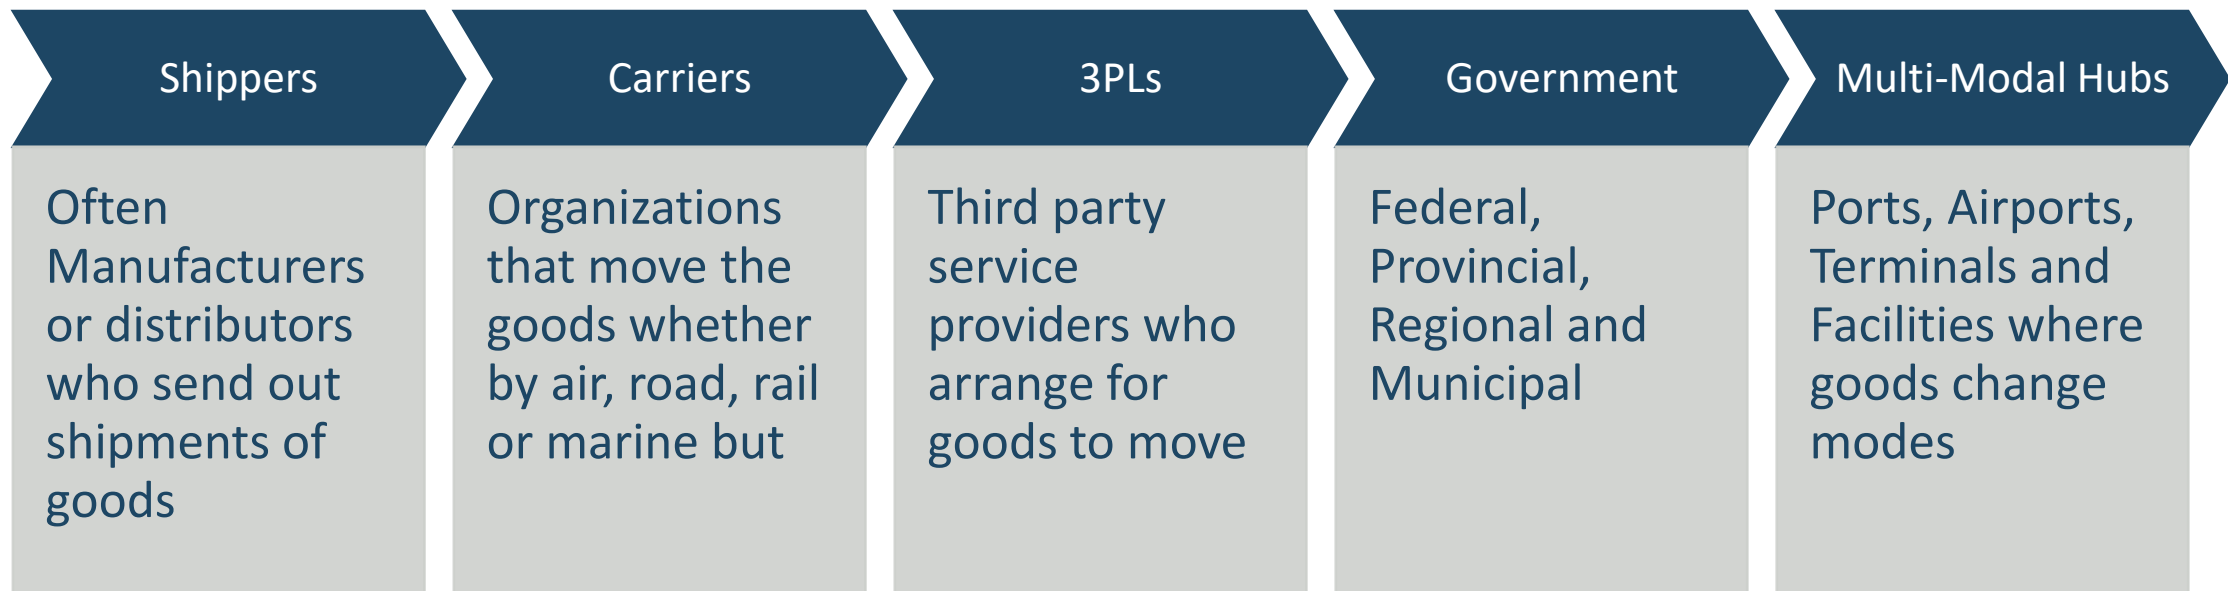 Shippers
Often
Manufacturers
or distributors
who send out
shipments of
goods
Carriers
Organizations
that move the
goods whether
by air, road, rail
or marine but
3PLs
Third party
service
providers who
arrange for
goods to move
Government
Federal,
Provincial,
Regional and
Municipal
Multi-Modal Hubs
Ports, Airports,
Terminals and
Facilities where
goods change
modes